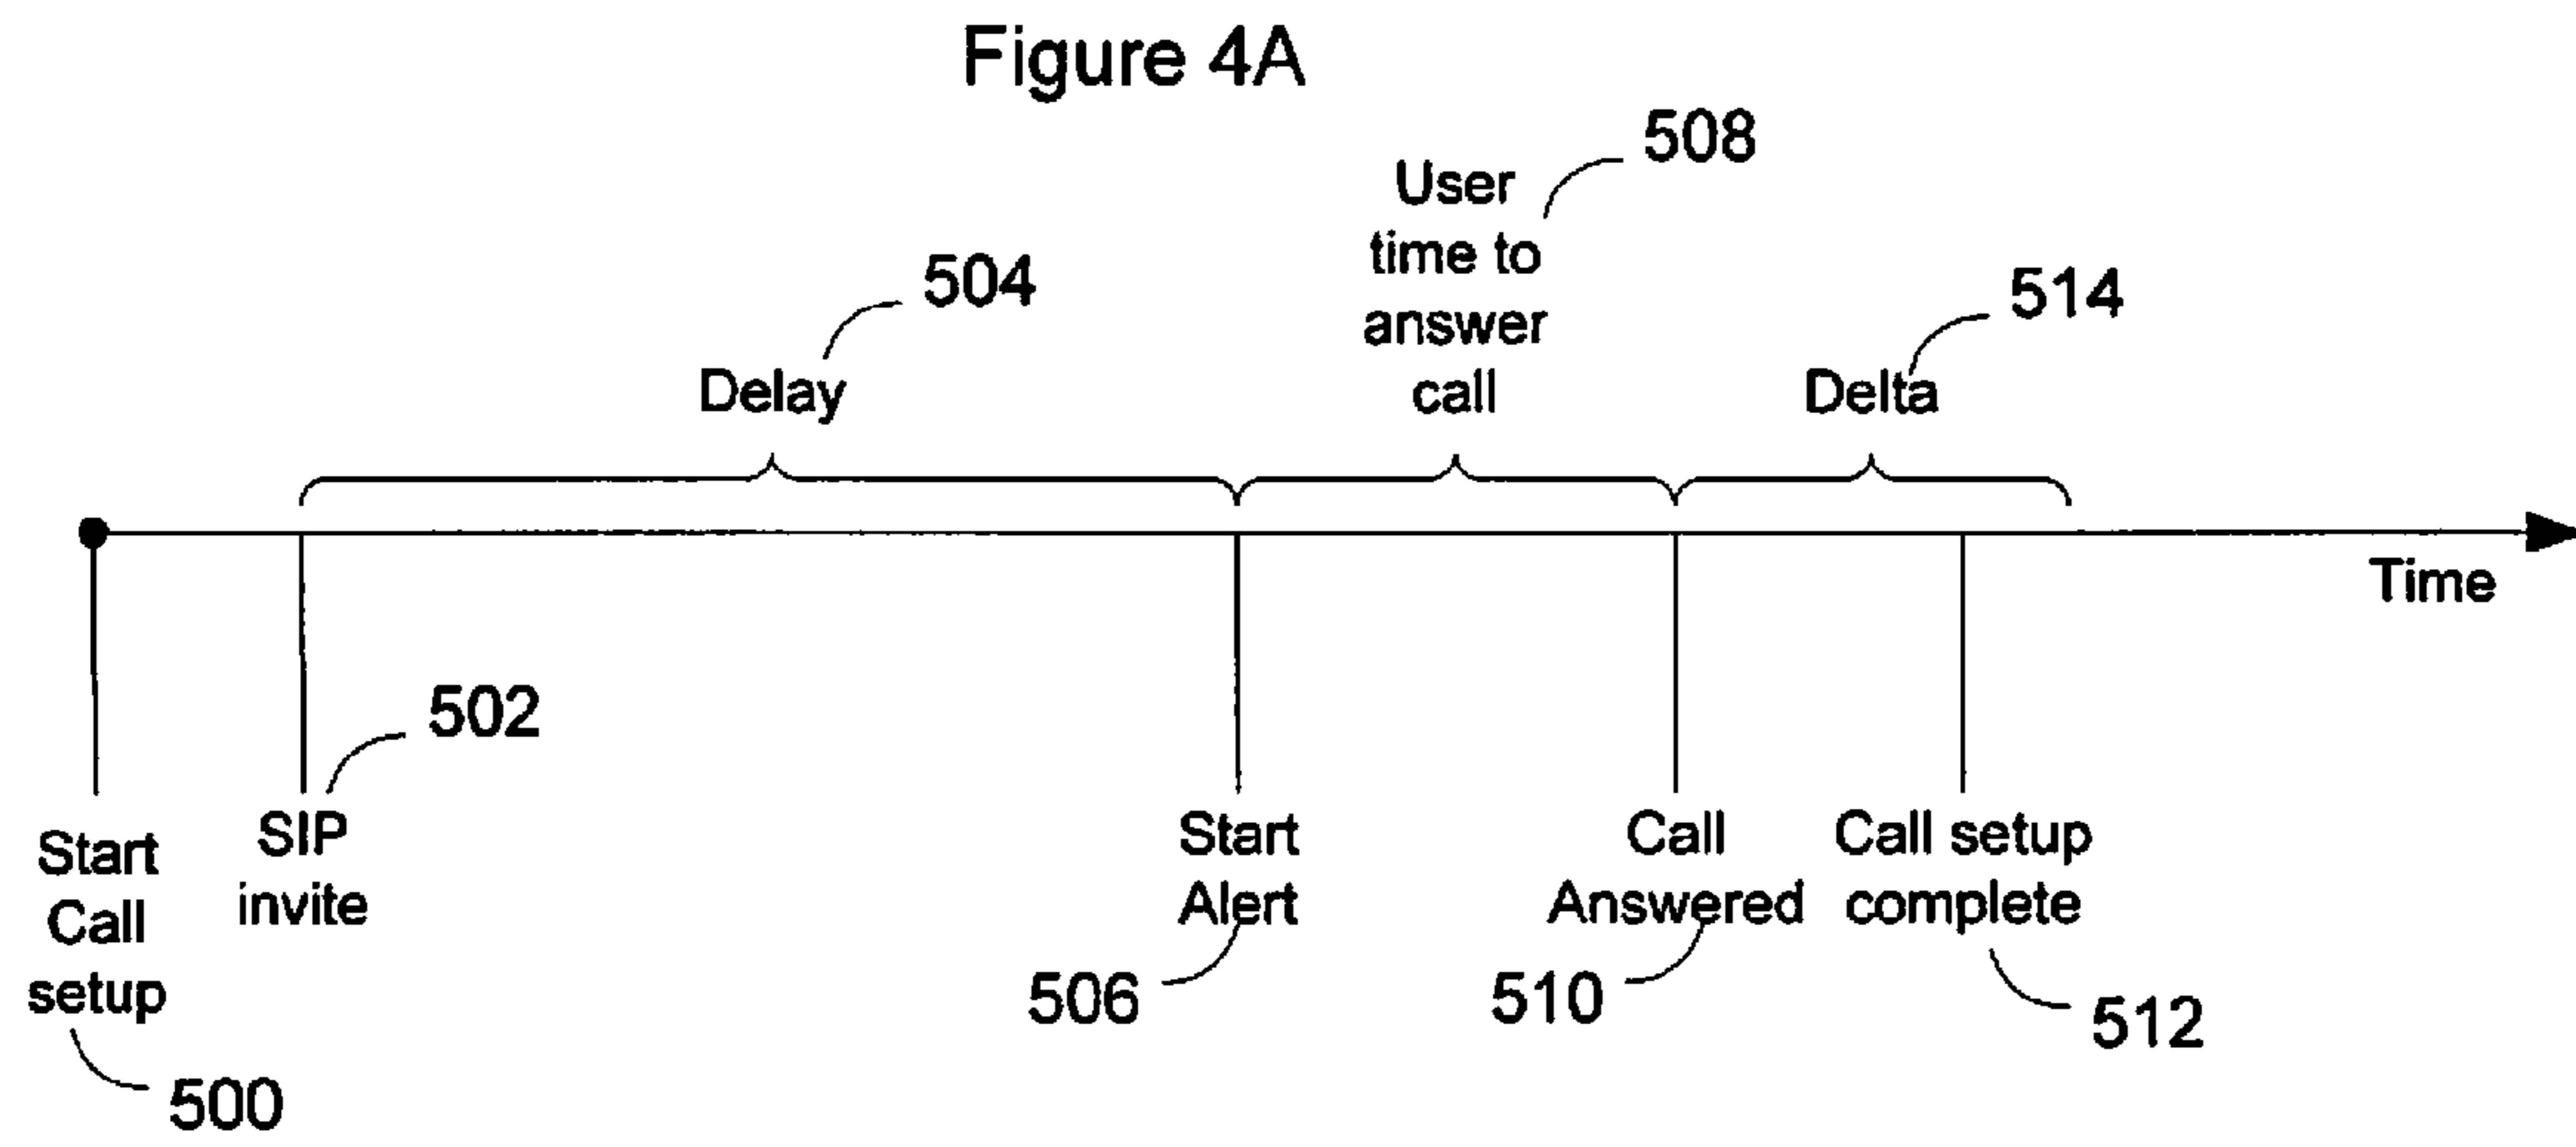 Figure 4A
508
User
time to
answer
call
504
Delay
514
Delta
Time
502
SIP
invite
Start
Call
setup
500
Start
Alert
506
Call
Answered
510
Call setup
complete
512